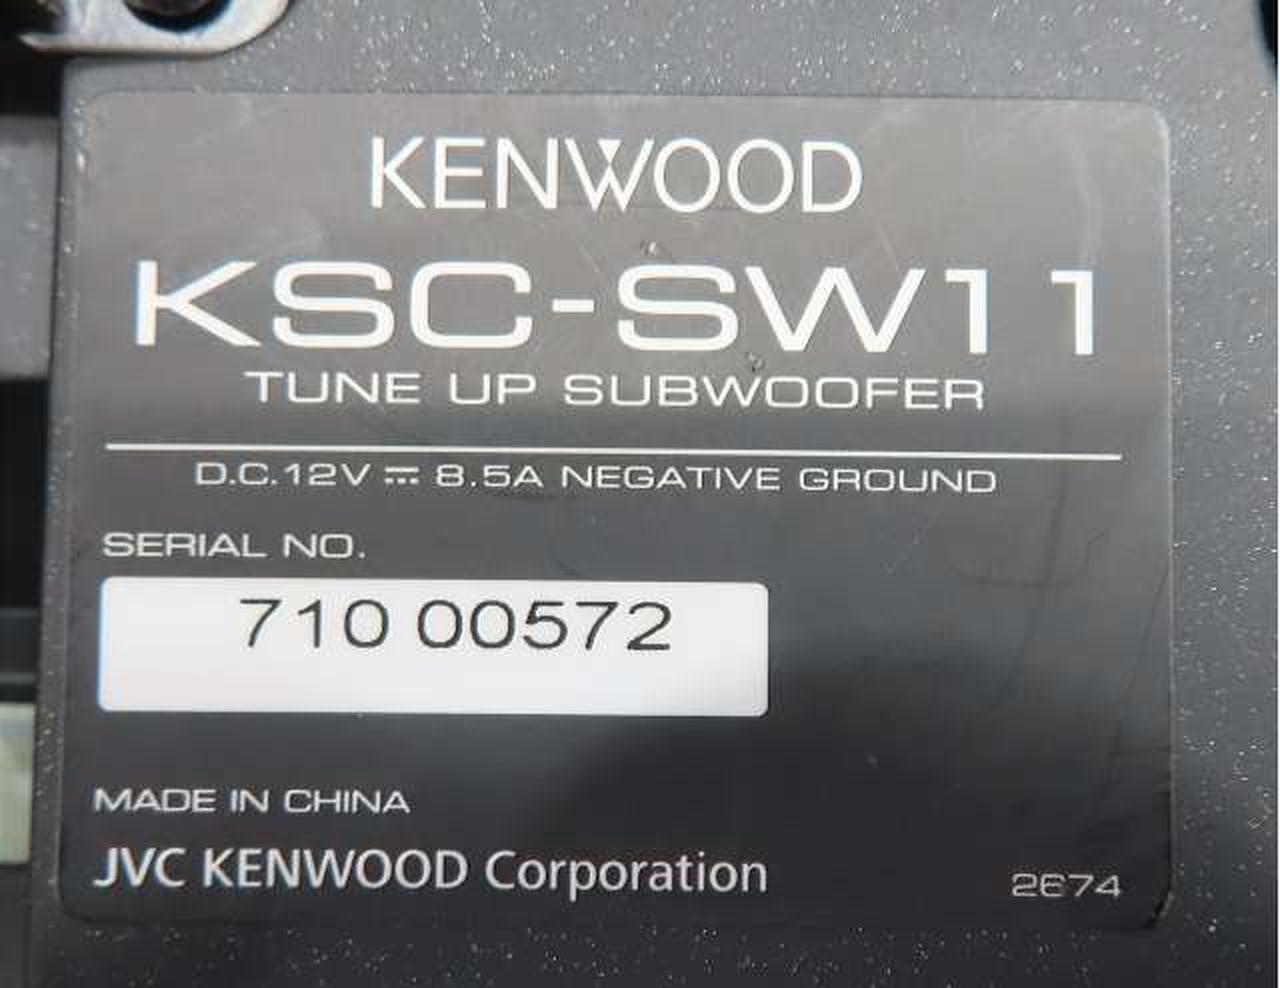 KENWOOD
KSC-SW11
TUNE UP SUBWOOFER
D.C.12V ⎓ 8.5A NEGATIVE GROUND
SERIAL NO.
710 00572
MADE IN CHINA
JVC KENWOOD Corporation
2674